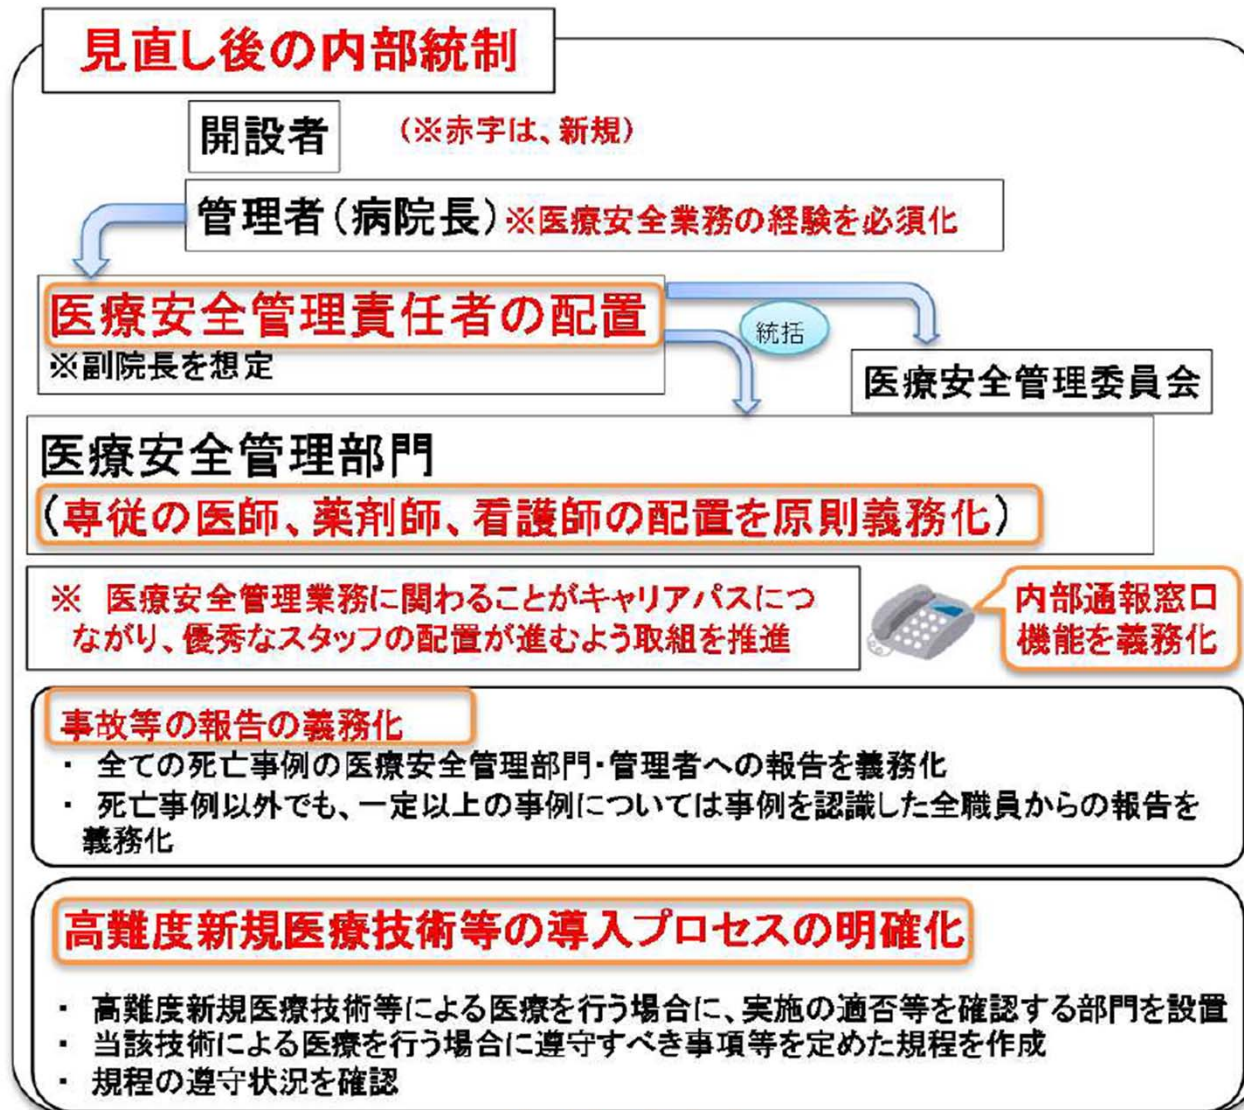 見直し後の内部統制
開設者 (※赤字は、新規)
管理者(病院長)※医療安全業務の経験を必須化
医療安全管理責任者の配置
※副院長を想定
統括
医療安全管理委員会
医療安全管理部門
(専従の医師、薬剤師、看護師の配置を原則義務化)
※ 医療安全管理業務に関わることがキャリアパスにつ
ながり、優秀なスタッフの配置が進むよう取組を推進
内部通報窓口
機能を義務化
事故等の報告の義務化
・ 全ての死亡事例の医療安全管理部門・管理者への報告を義務化
・ 死亡事例以外でも、一定以上の事例については事例を認識した全職員からの報告を
義務化
高難度新規医療技術等の導入プロセスの明確化
・ 高難度新規医療技術等による医療を行う場合に、実施の適否等を確認する部門を設置
・ 当該技術による医療を行う場合に遵守すべき事項等を定めた規程を作成
・ 規程の遵守状況を確認